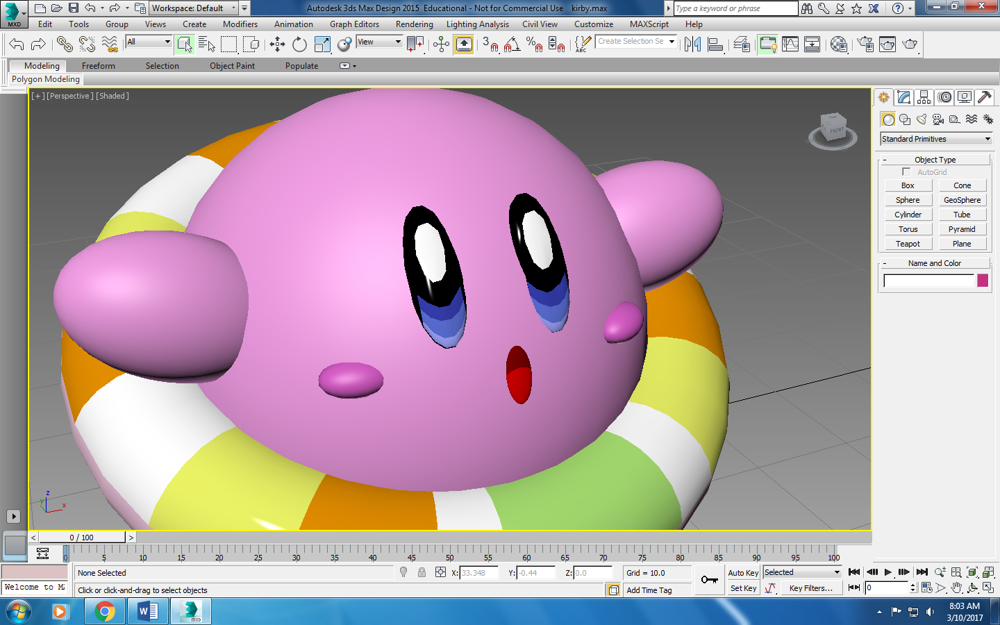 Workspace: Default
Autodesk 3ds Max Design 2015 Educational - Not for Commercial Use kirby.max
Type a keyword or phrase
MXD
Edit Tools Group Views Create Modifiers Animation Graph Editors Rendering Lighting Analysis Civil View Customize MAXScript Help
All
View
3
%
ABC
Create Selection Se
Modeling Freeform Selection Object Paint Populate
Polygon Modeling
[+] [Perspective] [Shaded]
FRONT
Standard Primitives
- Object Type
AutoGrid
Box Cone
Sphere GeoSphere
Cylinder Tube
Torus Pyramid
Teapot Plane
- Name and Color
z
y
x
< 0 / 100 >
0 5 10 15 20 25 30 35 40 45 50 55 60 65 70 75 80 85 90 95 100
None Selected
X: 33.348 Y: -0.44 Z: 0.0
Grid = 10.0
Auto Key Selected
Welcome to MA
Click or click-and-drag to select objects
Add Time Tag
Set Key Key Filters...
0
W
MXD
8:03 AM
3/10/2017